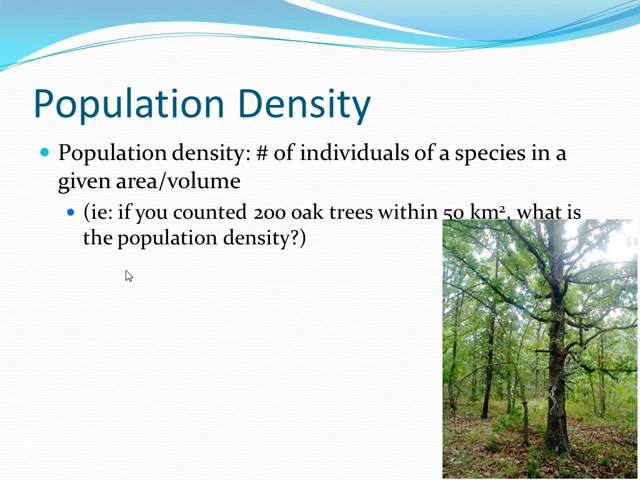 Population Density
Population density: # of individuals of a species in a
given area/volume
(ie: if you counted 200 oak trees within 50 km², what is
the population density?)